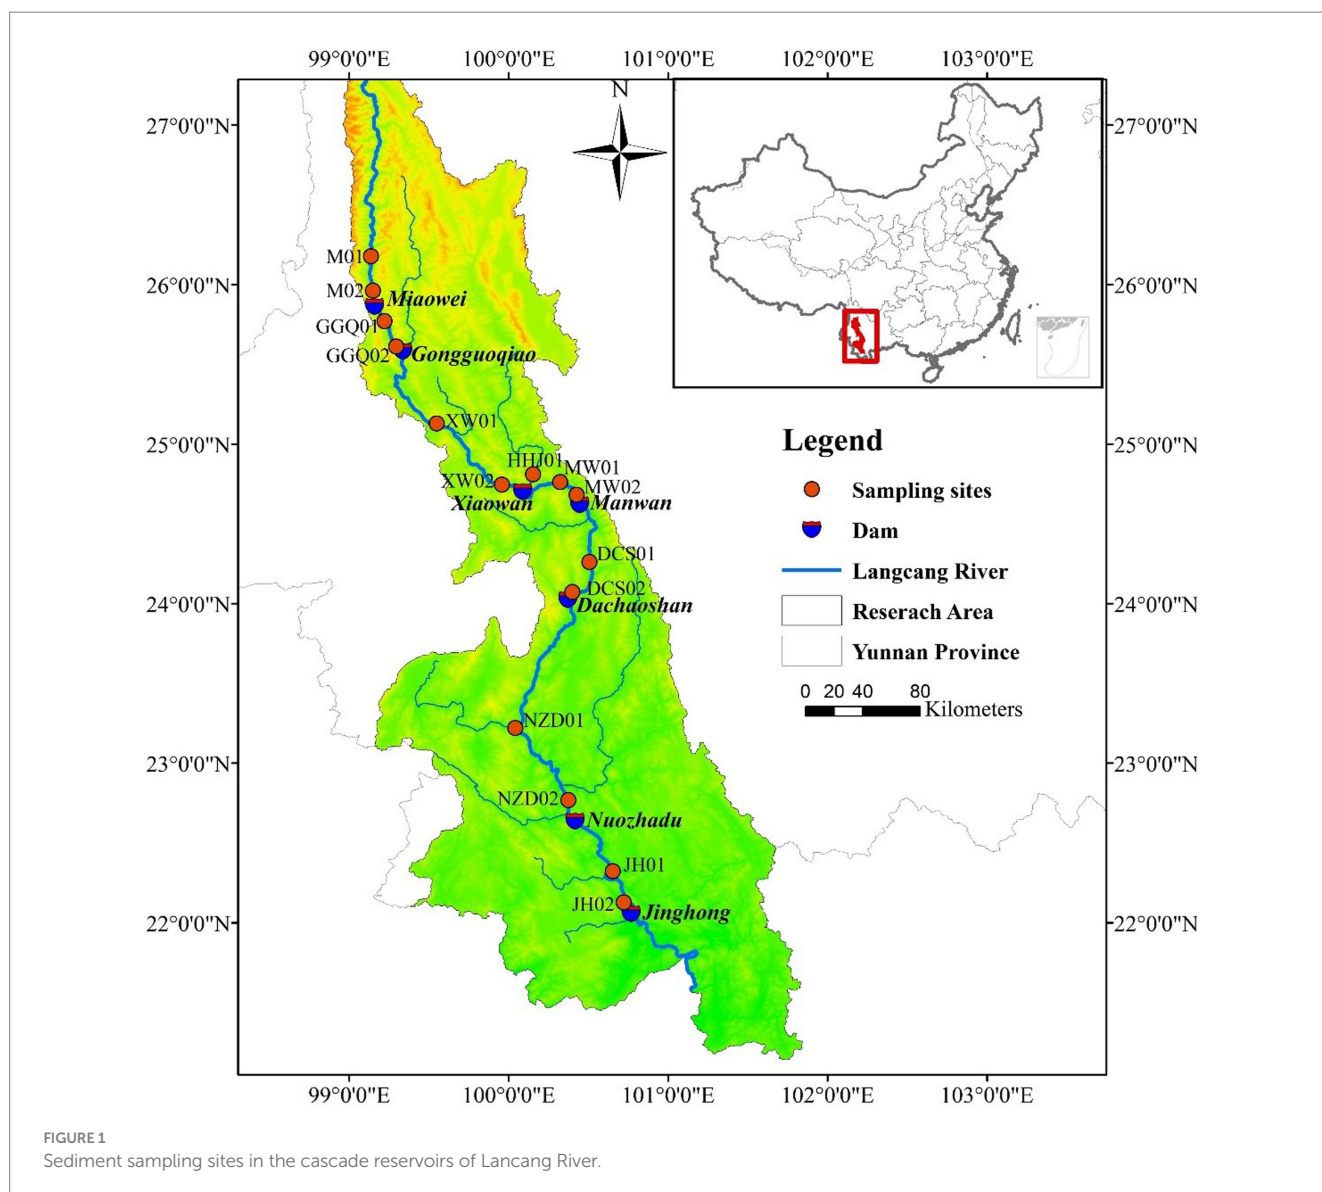 99°0'0"E 100°0'0"E 101°0'0"E 102°0'0"E 103°0'0"E
N
27°0'0"N 27°0'0"N
M01
26°0'0"N 26°0'0"N
M02
Miaowei
GGQ01
GGQ02
Gongguoqiao
XW01
25°0'0"N 25°0'0"N
Legend
HHJ01
MW01
XW02
MW02
Xiaowan
Manwan
Sampling sites
Dam
DCS01
Langcang River
DCS02
Dachaoshan
24°0'0"N 24°0'0"N
Reserach Area
Yunnan Province
0 20 40 80
Kilometers
NZD01
23°0'0"N 23°0'0"N
NZD02
Nuozhadu
JH01
JH02
Jinghong
22°0'0"N 22°0'0"N
99°0'0"E 100°0'0"E 101°0'0"E 102°0'0"E 103°0'0"E
FIGURE 1
Sediment sampling sites in the cascade reservoirs of Lancang River.